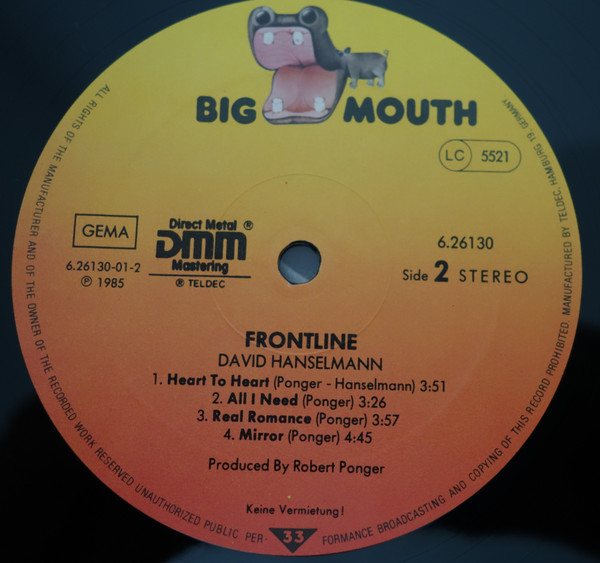 BIG MOUTH
LC 5521
GEMA
Direct Metal ®
DMM
Mastering
® TELDEC
6.26130-01-2
Ⓟ 1985
6.26130
Side 2 STEREO
FRONTLINE
DAVID HANSELMANN
1. Heart To Heart (Ponger - Hanselmann) 3:51
2. All I Need (Ponger) 3:26
3. Real Romance (Ponger) 3:57
4. Mirror (Ponger) 4:45
Produced By Robert Ponger
Keine Vermietung!
33
ALL RIGHTS OF THE MANUFACTURER AND OF THE OWNER OF THE RECORDED WORK RESERVED UNAUTHORIZED PUBLIC PER- FORMANCE BROADCASTING AND COPYING OF THIS RECORD PROHIBITED. MANUFACTURED BY TELDEC, HAMBURG 19, GERMANY.